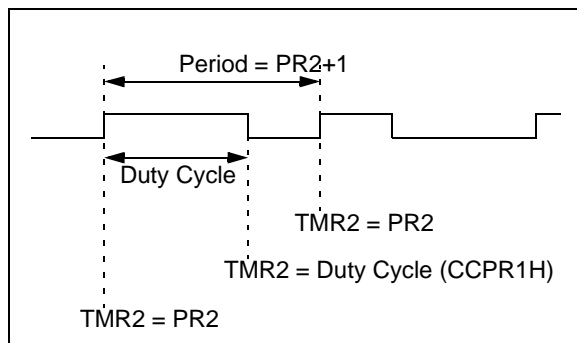 Period = PR2+1
Duty Cycle
TMR2 = PR2
TMR2 = Duty Cycle (CCPR1H)
TMR2 = PR2